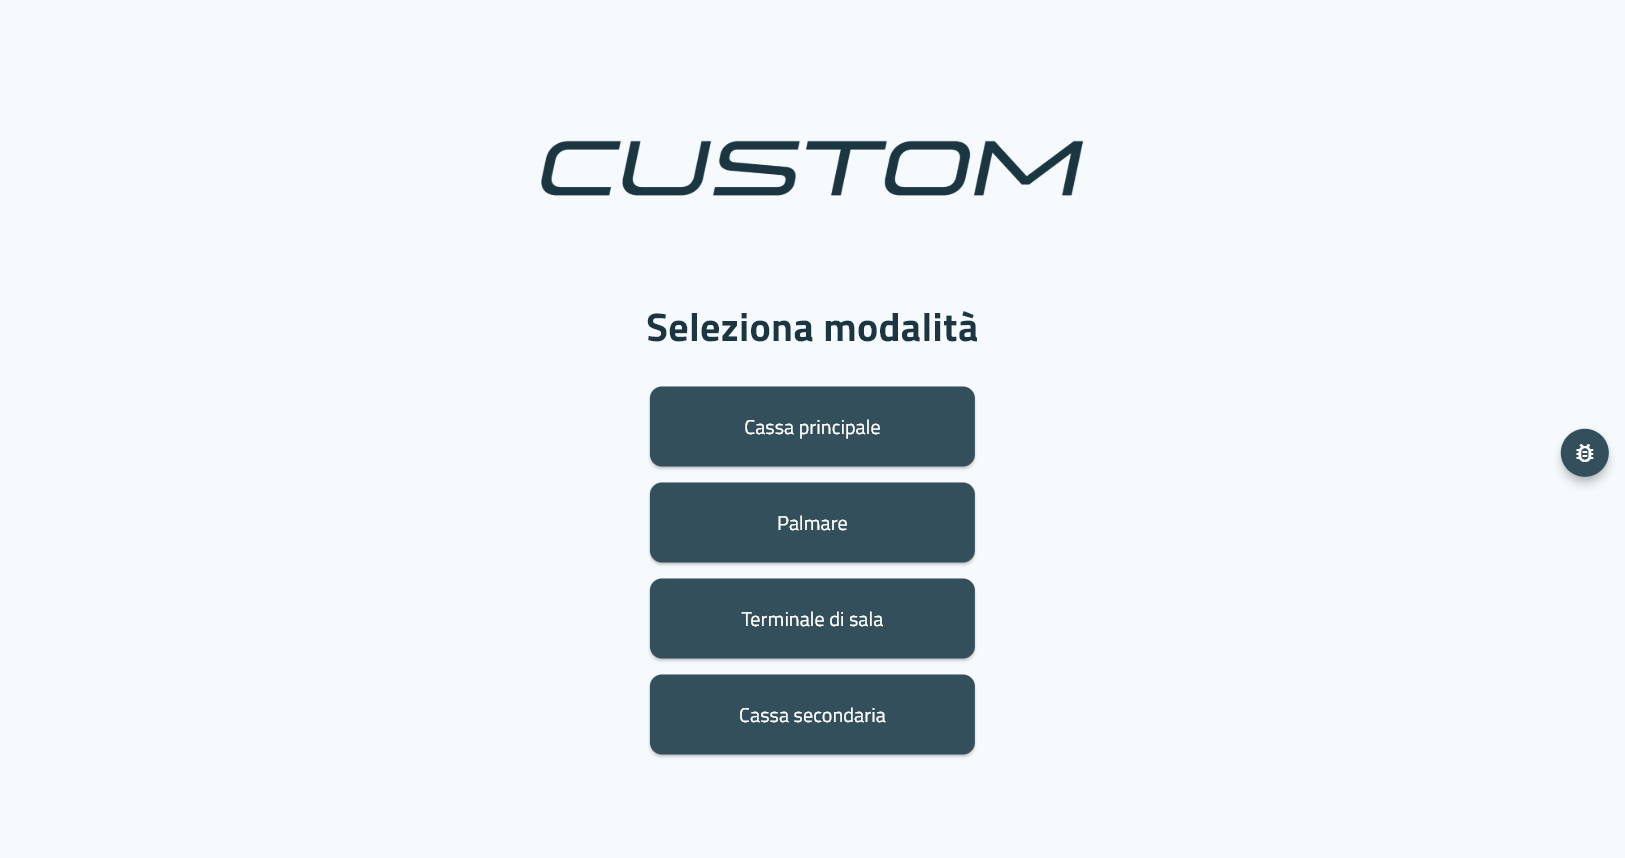 CUSTOM
Seleziona modalità
Cassa principale
Palmare
Terminale di sala
Cassa secondaria